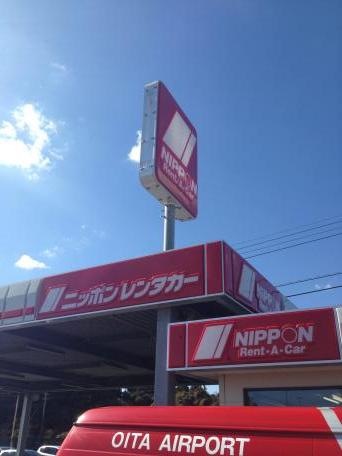 NIPPON
Rent-A-Car
ニッポンレンタカー
NIPPON
Rent-A-Car
OITA AIRPORT